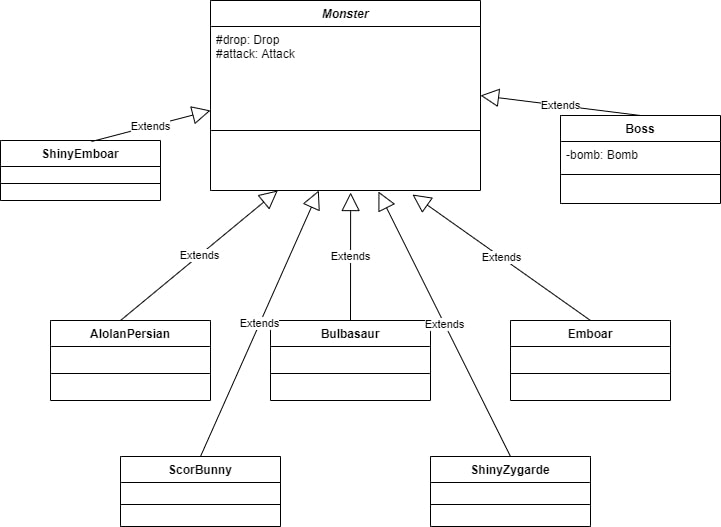 Monster
#drop: Drop
#attack: Attack
Extends
Extends
Boss
-bomb: Bomb
ShinyEmboar
Extends
Extends
Extends
Extends
Extends
AlolanPersian
Bulbasaur
Emboar
ScorBunny
ShinyZygarde